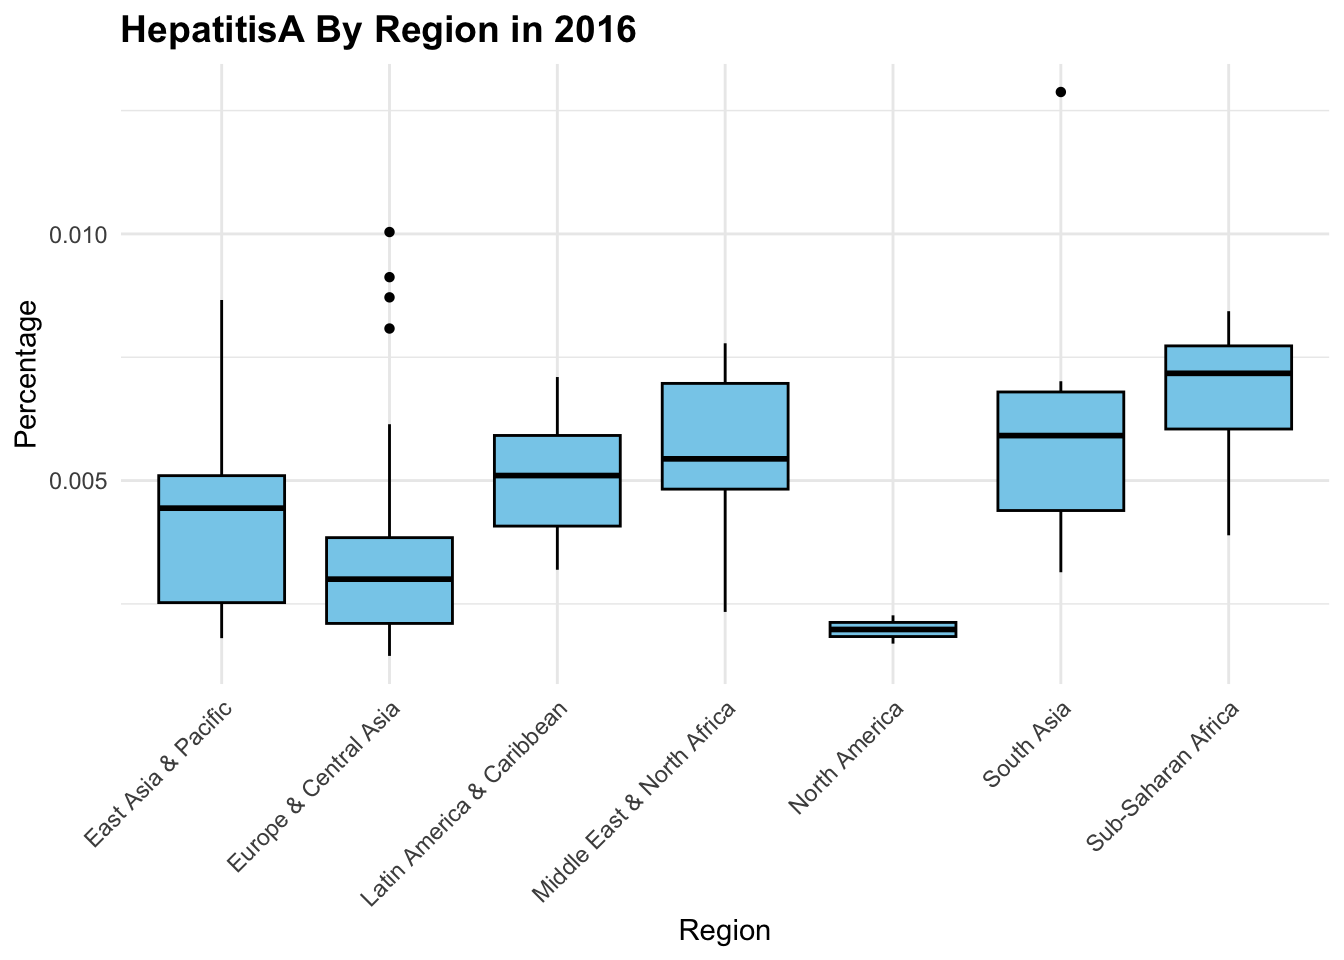 HepatitisA By Region in 2016
Percentage
0.010
0.005
East Asia & Pacific
Europe & Central Asia
Latin America & Caribbean
Middle East & North Africa
North America
South Asia
Sub-Saharan Africa
Region